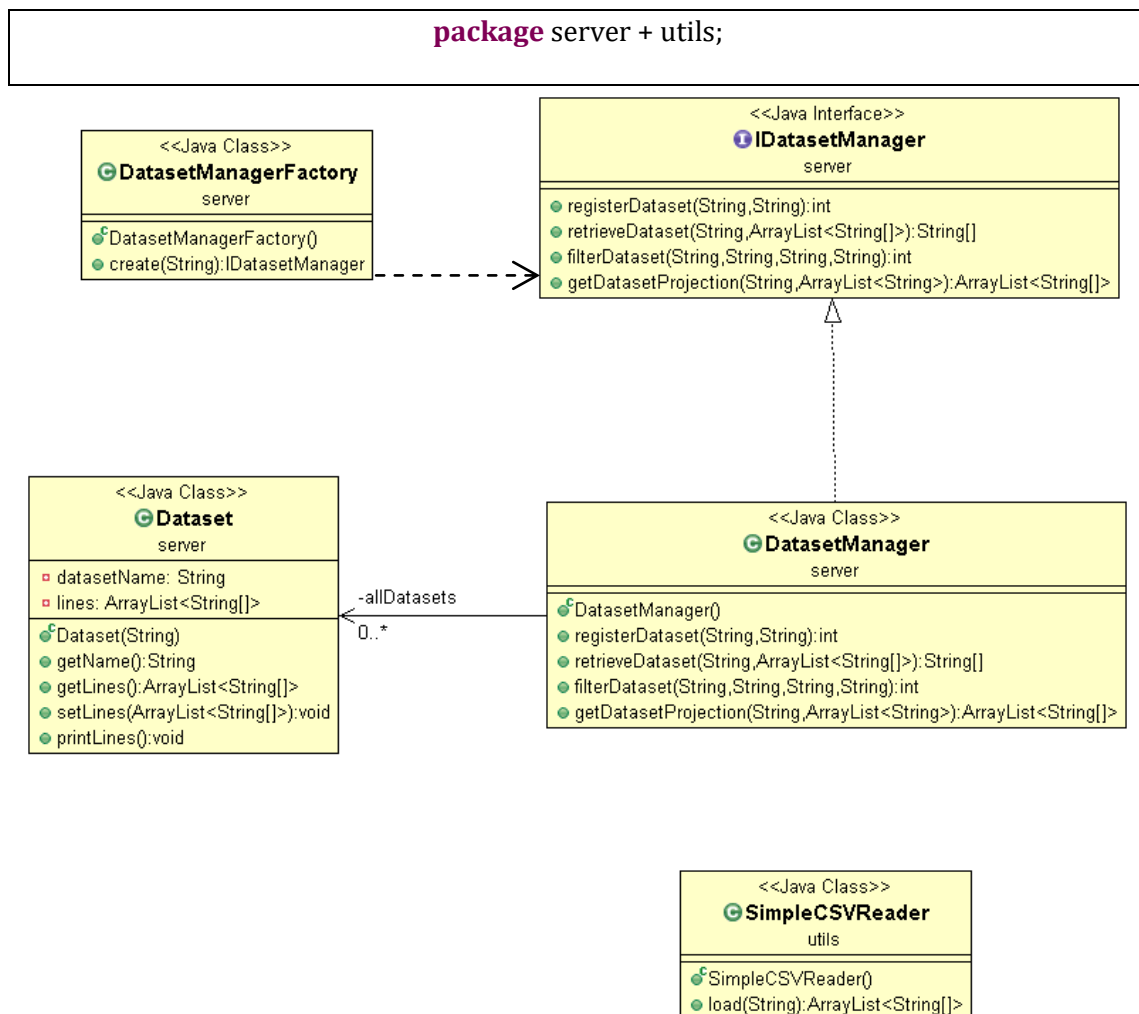 package server + utils;
<<Java Class>>
DatasetManagerFactory
server
DatasetManagerFactory()
create(String):IDatasetManager
<<Java Interface>>
IDatasetManager
server
registerDataset(String,String):int
retrieveDataset(String,ArrayList<String[]>):String[]
filterDataset(String,String,String,String):int
getDatasetProjection(String,ArrayList<String>):ArrayList<String[]>
<<Java Class>>
Dataset
server
datasetName: String
lines: ArrayList<String[]>
Dataset(String)
getName():String
getLines():ArrayList<String[]>
setLines(ArrayList<String[]>):void
printLines():void
-allDatasets
0..*
<<Java Class>>
DatasetManager
server
DatasetManager()
registerDataset(String,String):int
retrieveDataset(String,ArrayList<String[]>):String[]
filterDataset(String,String,String,String):int
getDatasetProjection(String,ArrayList<String>):ArrayList<String[]>
<<Java Class>>
SimpleCSVReader
utils
SimpleCSVReader()
load(String):ArrayList<String[]>